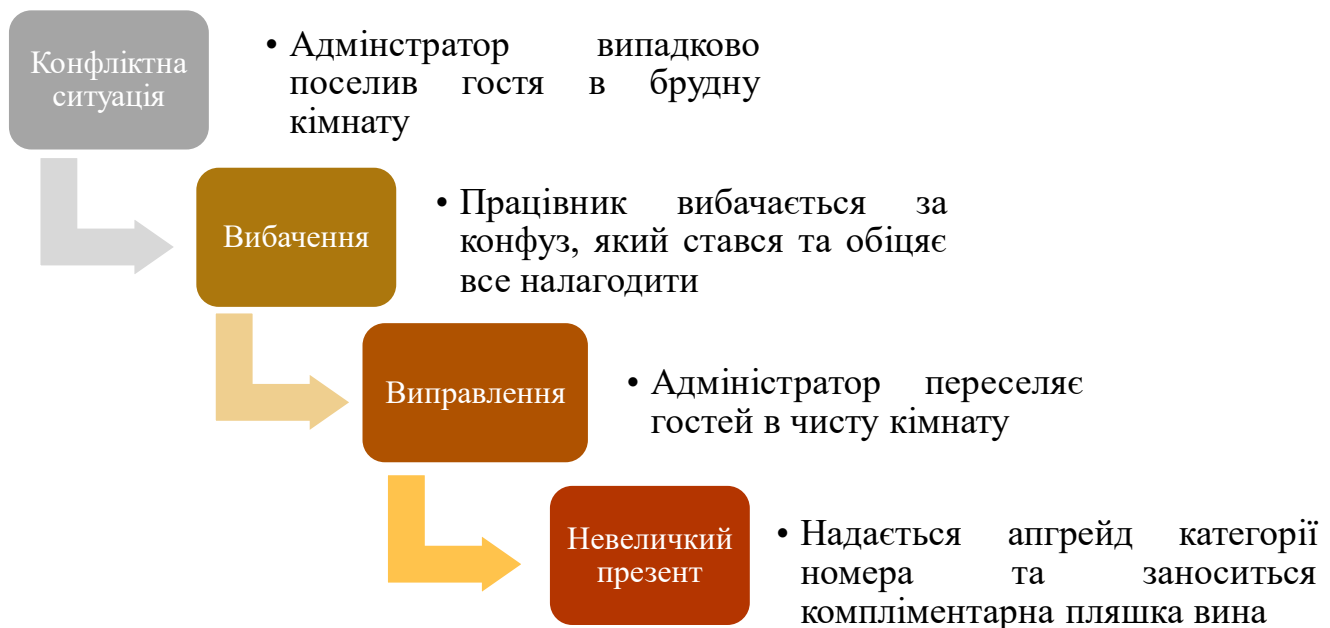 Конфліктна
ситуація
• Адмінстратор випадково
поселив гостя в брудну
кімнату
Вибачення
• Працівник вибачається за
конфуз, який стався та обіцяє
все налагодити
Виправлення
• Адміністратор переселяє
гостей в чисту кімнату
Невеличкий
презент
• Надається апгрейд категорії
номера та заноситься
компліментарна пляшка вина